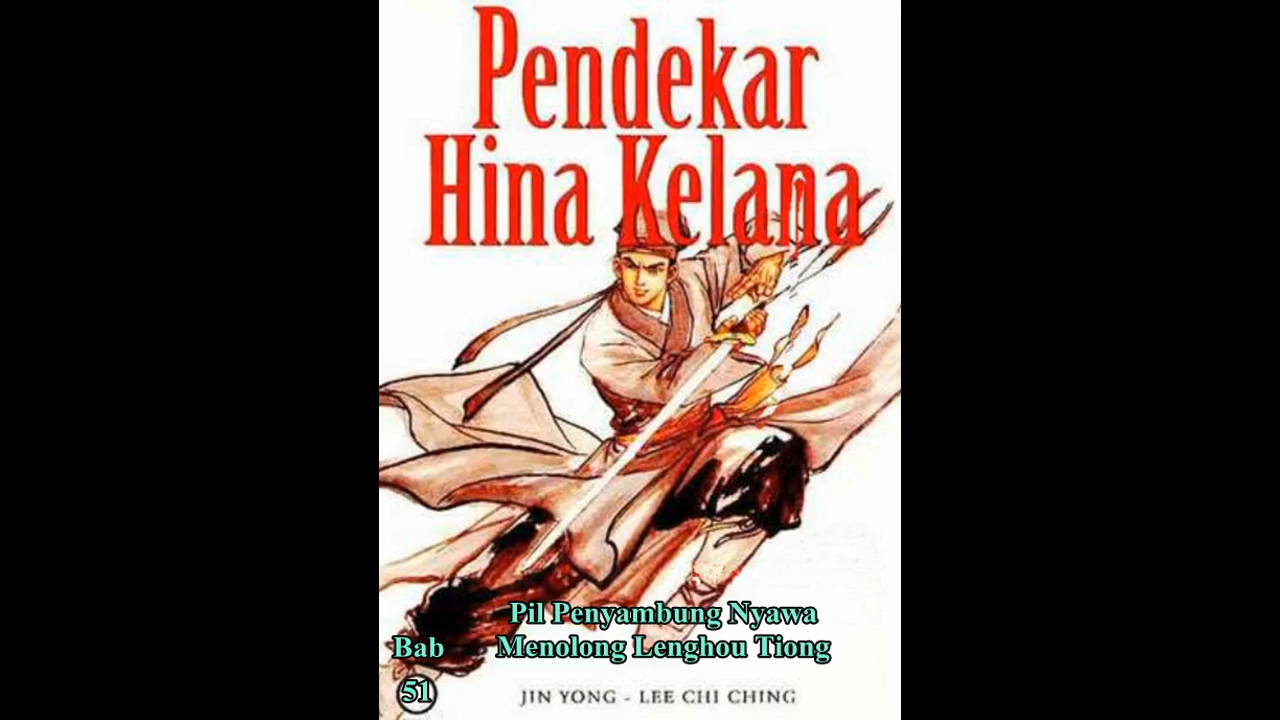 Pendekar
Hina Kelana
Pil Penyambung Nyawa
Menolong Lenghou Tiong
Bab
51
JIN YONG - LEE CHI CHING